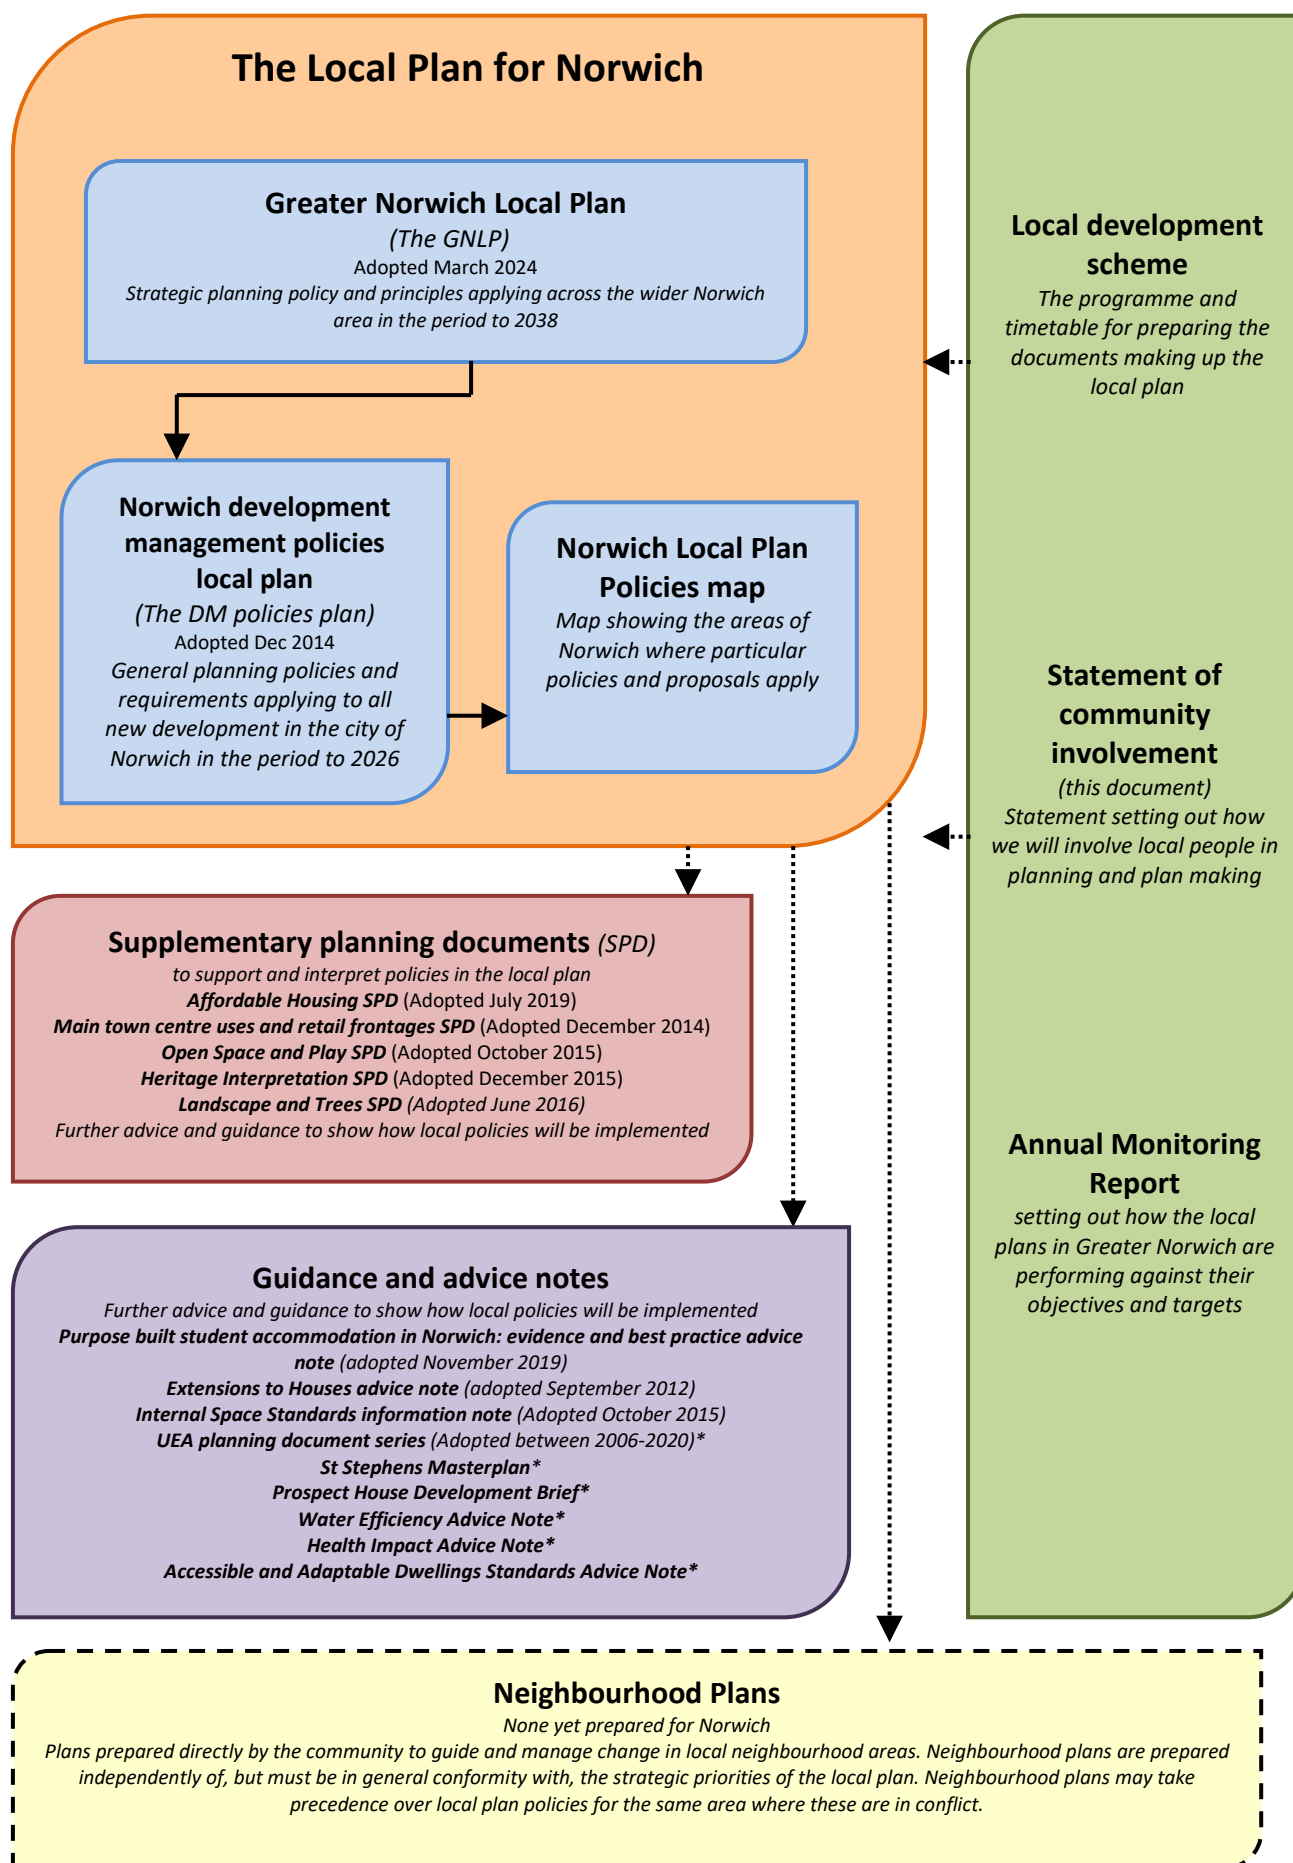 The Local Plan for Norwich
Greater Norwich Local Plan
(The GNLP)
Adopted March 2024
Strategic planning policy and principles applying across the wider Norwich
area in the period to 2038
Norwich development
management policies
local plan
(The DM policies plan)
Adopted Dec 2014
General planning policies and
requirements applying to all
new development in the city of
Norwich in the period to 2026
Norwich Local Plan
Policies map
Map showing the areas of
Norwich where particular
policies and proposals apply
Local development
scheme
The programme and
timetable for preparing the
documents making up the
local plan
Statement of
community
involvement
(this document)
Statement setting out how
we will involve local people in
planning and plan making
Annual Monitoring
Report
setting out how the local
plans in Greater Norwich are
performing against their
objectives and targets
Supplementary planning documents (SPD)
to support and interpret policies in the local plan
Affordable Housing SPD (Adopted July 2019)
Main town centre uses and retail frontages SPD (Adopted December 2014)
Open Space and Play SPD (Adopted October 2015)
Heritage Interpretation SPD (Adopted December 2015)
Landscape and Trees SPD (Adopted June 2016)
Further advice and guidance to show how local policies will be implemented
Guidance and advice notes
Further advice and guidance to show how local policies will be implemented
Purpose built student accommodation in Norwich: evidence and best practice advice
note (adopted November 2019)
Extensions to Houses advice note (adopted September 2012)
Internal Space Standards information note (Adopted October 2015)
UEA planning document series (Adopted between 2006-2020)*
St Stephens Masterplan*
Prospect House Development Brief*
Water Efficiency Advice Note*
Health Impact Advice Note*
Accessible and Adaptable Dwellings Standards Advice Note*
Neighbourhood Plans
None yet prepared for Norwich
Plans prepared directly by the community to guide and manage change in local neighbourhood areas. Neighbourhood plans are prepared
independently of, but must be in general conformity with, the strategic priorities of the local plan. Neighbourhood plans may take
precedence over local plan policies for the same area where these are in conflict.